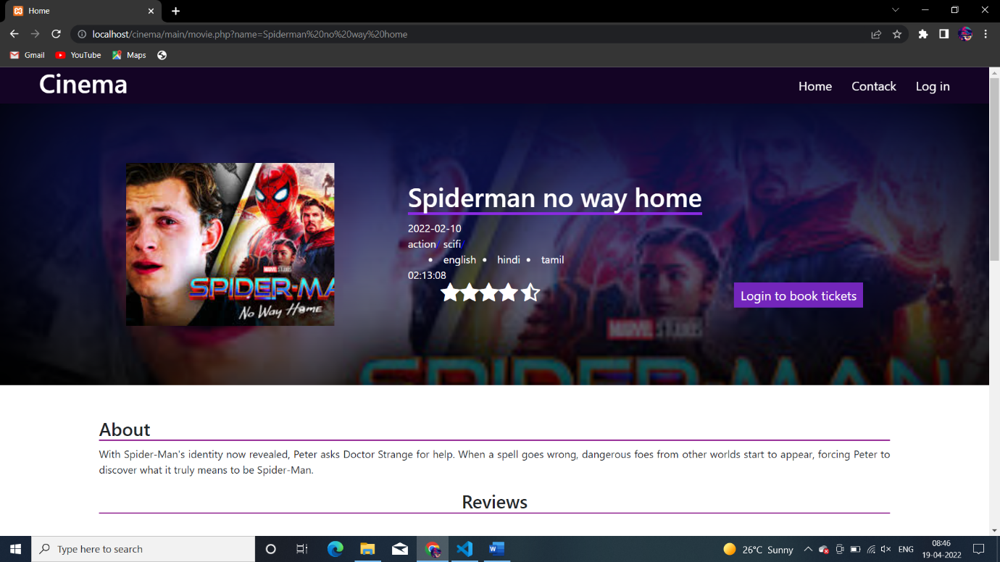 Home
localhost/cinema/main/movie.php?name=Spiderman%20no%20way%20home
Gmail YouTube Maps
Cinema Home Contack Log in
Spiderman no way home
2022-02-10
action/ scifi/
• english • hindi • tamil
02:13:08
Login to book tickets
MARVEL STUDIOS
SPIDER-MA
No Way Home
MARVEL STUDIOS
SPIDER-MAN
About
With Spider-Man's identity now revealed, Peter asks Doctor Strange for help. When a spell goes wrong, dangerous foes from other worlds start to appear, forcing Peter to
discover what it truly means to be Spider-Man.
Reviews
Type here to search 26°C Sunny ENG 08:46
19-04-2022